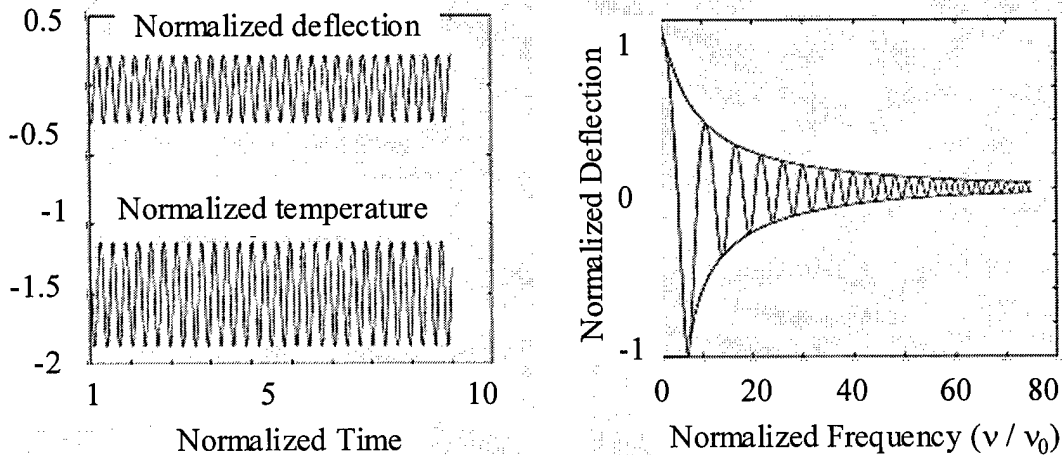 0.5
Normalized deflection
-0.5
-1
Normalized temperature
-1.5
-2
1 5 10
Normalized Time
1
Normalized Deflection
0
-1
0 20 40 60 80
Normalized Frequency (ν / ν0)